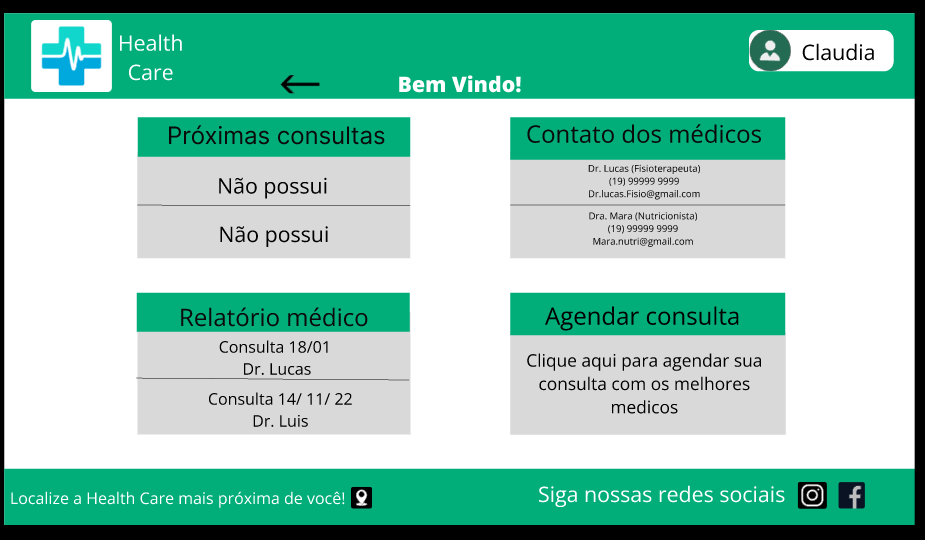 Health
Care
Claudia
Bem Vindo!
Próximas consultas
Não possui
Não possui
Contato dos médicos
Dr. Lucas (Fisioterapeuta)
(19) 99999 9999
Dr.lucas.Fisio@gmail.com
Dra. Mara (Nutricionista)
(19) 99999 9999
Mara.nutri@gmail.com
Relatório médico
Consulta 18/01
Dr. Lucas
Consulta 14/ 11/ 22
Dr. Luis
Agendar consulta
Clique aqui para agendar sua
consulta com os melhores
medicos
Localize a Health Care mais próxima de você!
Siga nossas redes sociais